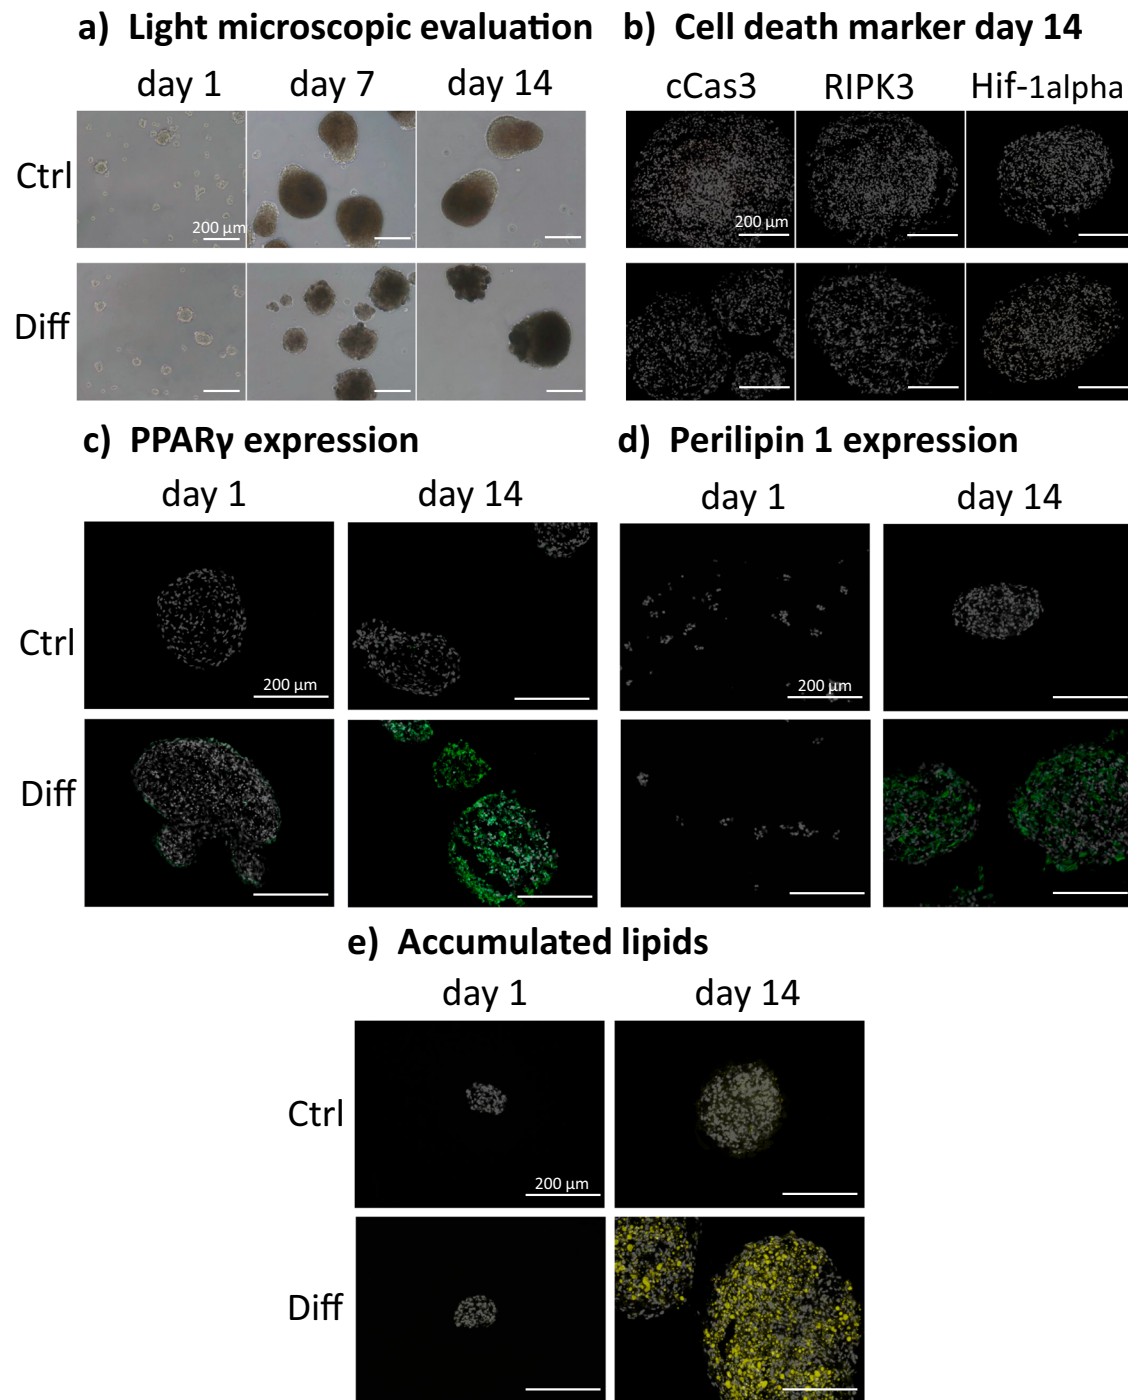 a) Light microscopic evaluation
day 1 day 7 day 14
Ctrl
200 µm
Diff
b) Cell death marker day 14
cCas3 RIPK3 Hif-1alpha
200 µm
c) PPARγ expression
day 1 day 14
Ctrl
200 µm
Diff
d) Perilipin 1 expression
day 1 day 14
200 µm
e) Accumulated lipids
day 1 day 14
Ctrl
200 µm
Diff